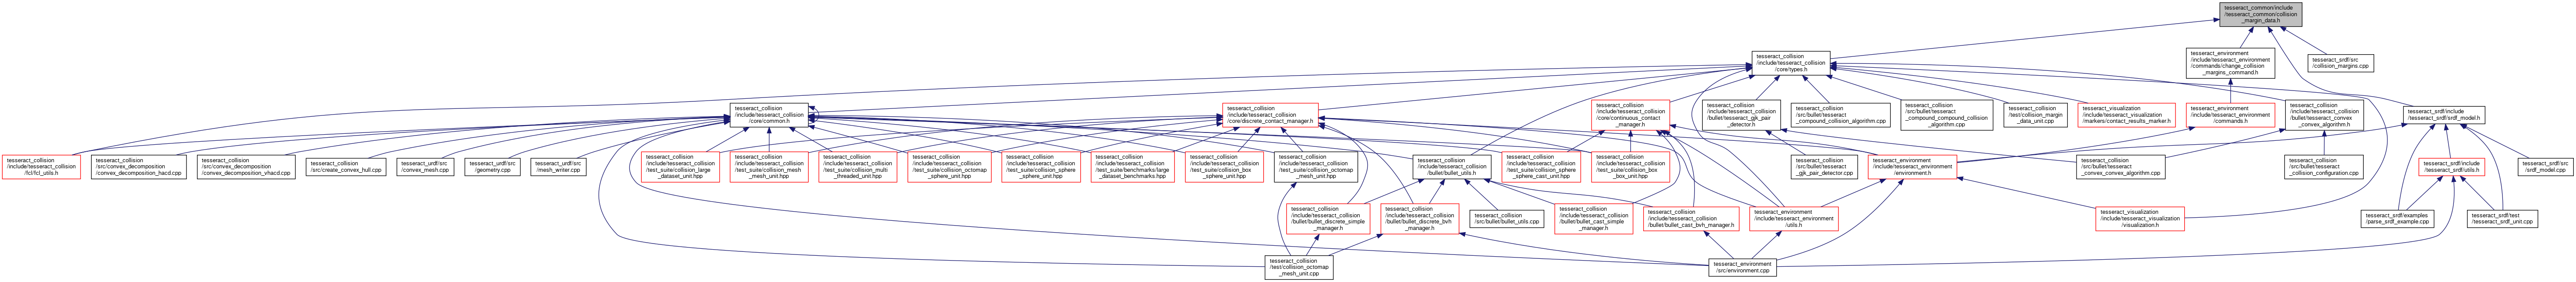 tesseract_common/include
/tesseract_common/collision
_margin_data.h
tesseract_collision
/include/tesseract_collision
/core/types.h
tesseract_environment
/include/tesseract_environment
/commands/change_collision
_margins_command.h
tesseract_srdf/src
/collision_margins.cpp
tesseract_collision
/include/tesseract_collision
/core/common.h
tesseract_collision
/include/tesseract_collision
/core/discrete_contact_manager.h
tesseract_collision
/include/tesseract_collision
/core/continuous_contact
_manager.h
tesseract_collision
/include/tesseract_collision
/bullet/tesseract_gjk_pair
_detector.h
tesseract_collision
/src/bullet/tesseract
_compound_collision_algorithm.cpp
tesseract_collision
/src/bullet/tesseract
_compound_compound_collision
_algorithm.cpp
tesseract_collision
/test/collision_margin
_data_unit.cpp
tesseract_visualization
/include/tesseract_visualization
/markers/contact_results_marker.h
tesseract_environment
/include/tesseract_environment
/commands.h
tesseract_collision
/include/tesseract_collision
/bullet/tesseract_convex
_convex_algorithm.h
tesseract_srdf/include
/tesseract_srdf/srdf_model.h
tesseract_collision
/include/tesseract_collision
/fcl/fcl_utils.h
tesseract_collision
/src/convex_decomposition
/convex_decomposition_hacd.cpp
tesseract_collision
/src/convex_decomposition
/convex_decomposition_vhacd.cpp
tesseract_collision
/src/create_convex_hull.cpp
tesseract_urdf/src
/convex_mesh.cpp
tesseract_urdf/src
/geometry.cpp
tesseract_urdf/src
/mesh_writer.cpp
tesseract_collision
/include/tesseract_collision
/test_suite/collision_large
_dataset_unit.hpp
tesseract_collision
/include/tesseract_collision
/test_suite/collision_mesh
_mesh_unit.hpp
tesseract_collision
/include/tesseract_collision
/test_suite/collision_multi
_threaded_unit.hpp
tesseract_collision
/include/tesseract_collision
/test_suite/collision_octomap
_sphere_unit.hpp
tesseract_collision
/include/tesseract_collision
/test_suite/collision_sphere
_sphere_unit.hpp
tesseract_collision
/include/tesseract_collision
/test_suite/benchmarks/large
_dataset_benchmarks.hpp
tesseract_collision
/include/tesseract_collision
/test_suite/collision_box
_sphere_unit.hpp
tesseract_collision
/include/tesseract_collision
/test_suite/collision_octomap
_mesh_unit.hpp
tesseract_collision
/include/tesseract_collision
/bullet/bullet_utils.h
tesseract_collision
/include/tesseract_collision
/test_suite/collision_sphere
_sphere_cast_unit.hpp
tesseract_collision
/include/tesseract_collision
/test_suite/collision_box
_box_unit.hpp
tesseract_collision
/src/bullet/tesseract
_gjk_pair_detector.cpp
tesseract_environment
/include/tesseract_environment
/environment.h
tesseract_collision
/src/bullet/tesseract
_convex_convex_algorithm.cpp
tesseract_collision
/src/bullet/tesseract
_collision_configuration.cpp
tesseract_srdf/include
/tesseract_srdf/utils.h
tesseract_srdf/src
/srdf_model.cpp
tesseract_collision
/include/tesseract_collision
/bullet/bullet_discrete_simple
_manager.h
tesseract_collision
/include/tesseract_collision
/bullet/bullet_discrete_bvh
_manager.h
tesseract_collision
/src/bullet/bullet_utils.cpp
tesseract_collision
/include/tesseract_collision
/bullet/bullet_cast_simple
_manager.h
tesseract_collision
/include/tesseract_collision
/bullet/bullet_cast_bvh_manager.h
tesseract_environment
/include/tesseract_environment
/utils.h
tesseract_visualization
/include/tesseract_visualization
/visualization.h
tesseract_srdf/examples
/parse_srdf_example.cpp
tesseract_srdf/test
/tesseract_srdf_unit.cpp
tesseract_collision
/test/collision_octomap
_mesh_unit.cpp
tesseract_environment
/src/environment.cpp